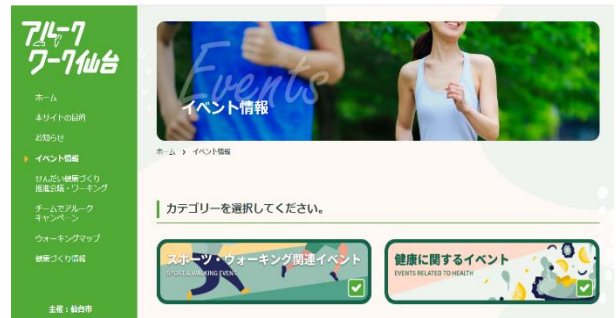 アルーク
ワーク仙台
ホーム
本サイトの目的
お知らせ
イベント情報
せんだい健康づくり
推進会議・ワーキング
チームでアルーク
キャンペーン
ウォーキングマップ
健康づくり情報
主催：仙台市
Events
イベント情報
ホーム > イベント情報
カテゴリーを選択してください。
スポーツ・ウォーキング関連イベント
SPORT & WALKING EVENT
健康に関するイベント
EVENTS RELATED TO HEALTH